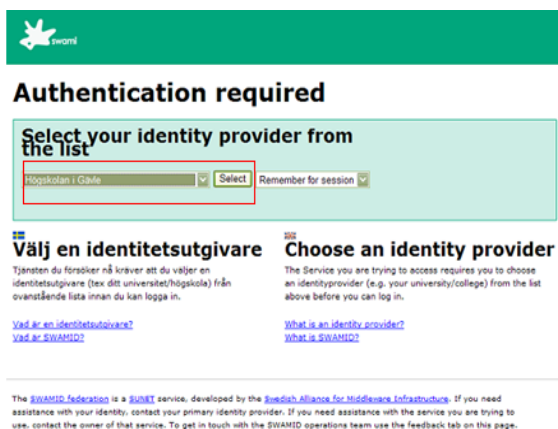 swami
Authentication required
Select your identity provider from
the list
Högskolan i Gävle
Select
Remember for session
Välj en identitetsutgivare
Tjänsten du försöker nå kräver att du väljer en
identitetsutgivare (tex ditt universitet/högskola) från
ovanstående lista innan du kan logga in.
Vad är en identitetsutgivare?
Vad är SWAMID?
Choose an identity provider
The Service you are trying to access requires you to choose
an identityprovider (e.g. your university/college) from the list
above before you can log in.
What is an identity provider?
What is SWAMID?
The SWAMID federation is a SUNET service, developed by the Swedish Alliance for Middleware Infrastructure. If you need
assistance with your identity, contact your primary identity provider. If you need assistance with the service you are trying to
use, contact the owner of that service. To get in touch with the SWAMID operations team use the feedback tab on this page.